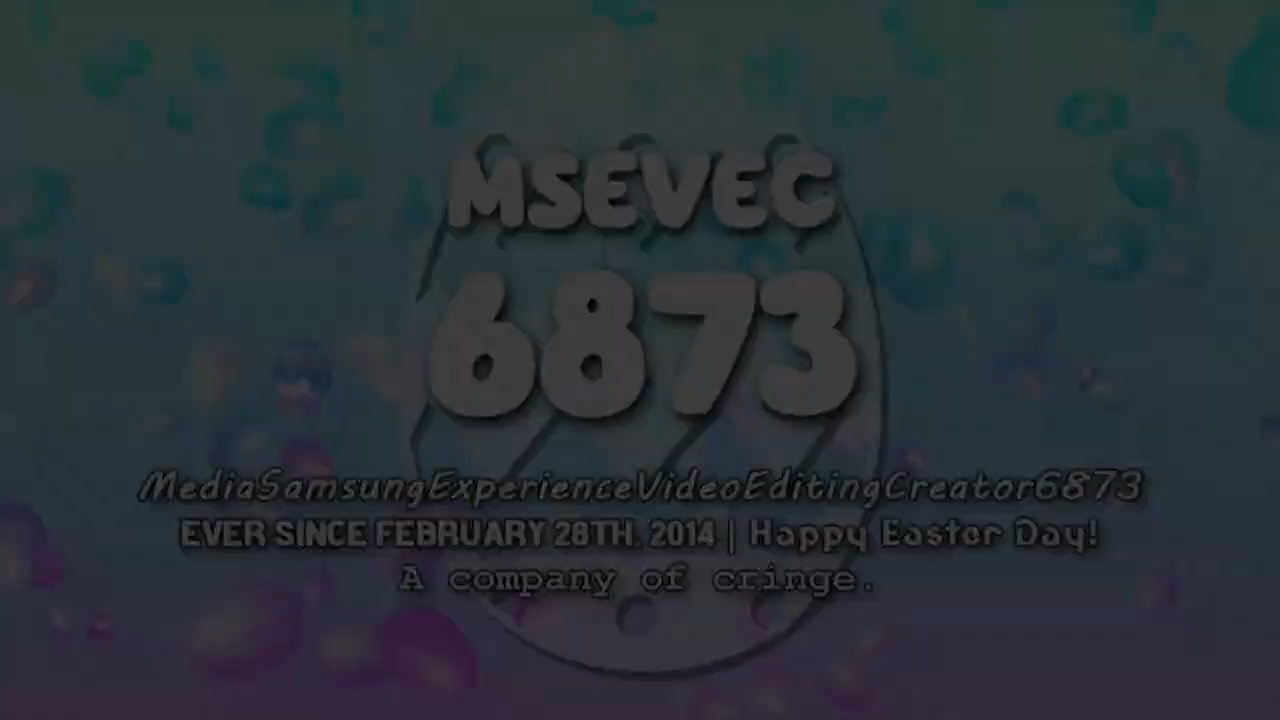 MSEVEC
6873
MediaSamsungExperienceVideoEditingCreator6873
EVER SINCE FEBRUARY 28TH. 2014 | Happy Easter Day!
A company of cringe.